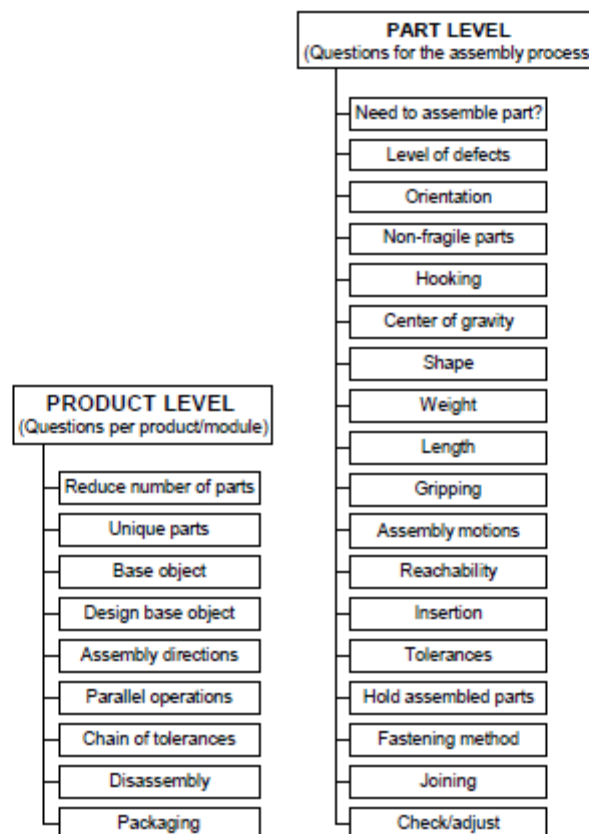 PART LEVEL
(Questions for the assembly process
Need to assemble part?
Level of defects
Orientation
Non-fragile parts
Hooking
Center of gravity
Shape
Weight
Length
Gripping
Assembly motions
Reachability
Insertion
Tolerances
Hold assembled parts
Fastening method
Joining
Check/adjust
PRODUCT LEVEL
(Questions per product/module)
Reduce number of parts
Unique parts
Base object
Design base object
Assembly directions
Parallel operations
Chain of tolerances
Disassembly
Packaging